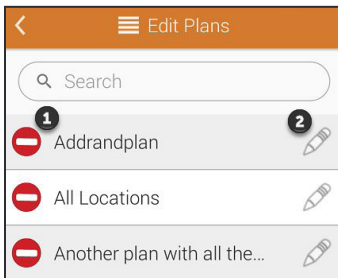 Edit Plans
Search
1
2
Addrandplan
All Locations
Another plan with all the...